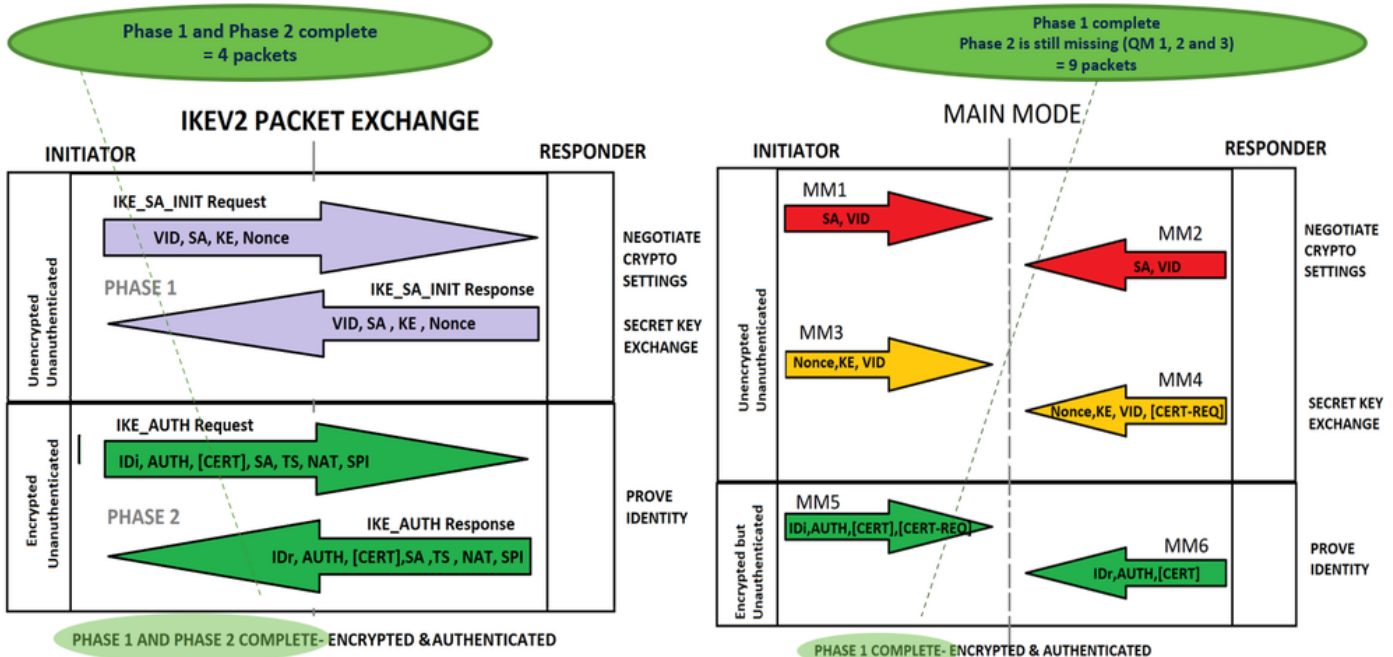 Phase 1 and Phase 2 complete
= 4 packets
IKEV2 PACKET EXCHANGE
INITIATOR
RESPONDER
IKE_SA_INIT Request
VID, SA, KE, Nonce
NEGOTIATE
CRYPTO
SETTINGS
PHASE 1
IKE_SA_INIT Response
VID, SA , KE , Nonce
SECRET KEY
EXCHANGE
Unencrypted
Unanuthenticated
IKE_AUTH Request
IDi, AUTH, [CERT], SA, TS, NAT, SPI
PHASE 2
IKE_AUTH Response
IDr, AUTH, [CERT],SA ,TS , NAT, SPI
PROVE
IDENTITY
Encrypted
Unanuthenticated
PHASE 1 AND PHASE 2 COMPLETE- ENCRYPTED & AUTHENTICATED
Phase 1 complete
Phase 2 is still missing (QM 1, 2 and 3)
= 9 packets
MAIN MODE
INITIATOR
RESPONDER
MM1
SA, VID
MM2
SA, VID
NEGOTIATE
CRYPTO
SETTINGS
MM3
Nonce,KE, VID
MM4
Nonce,KE, VID, [CERT-REQ]
SECRET KEY
EXCHANGE
Unencrypted
Unanuthenticated
MM5
IDi,AUTH,[CERT],[CERT-REQ]
MM6
IDr,AUTH,[CERT]
PROVE
IDENTITY
Encrypted but
Unauthenticated
PHASE 1 COMPLETE- ENCRYPTED & AUTHENTICATED